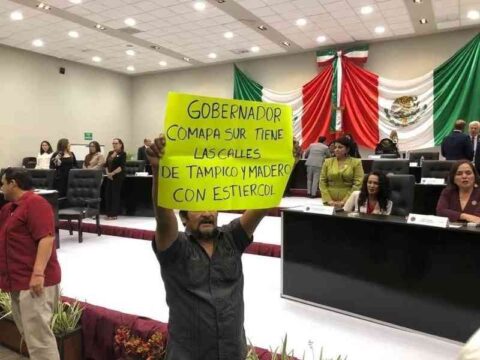 GOBERNADOR
COMAPA SUR TIENE
LAS CALLES
DE TAMPICO Y MADERO
CON ESTIERCOL